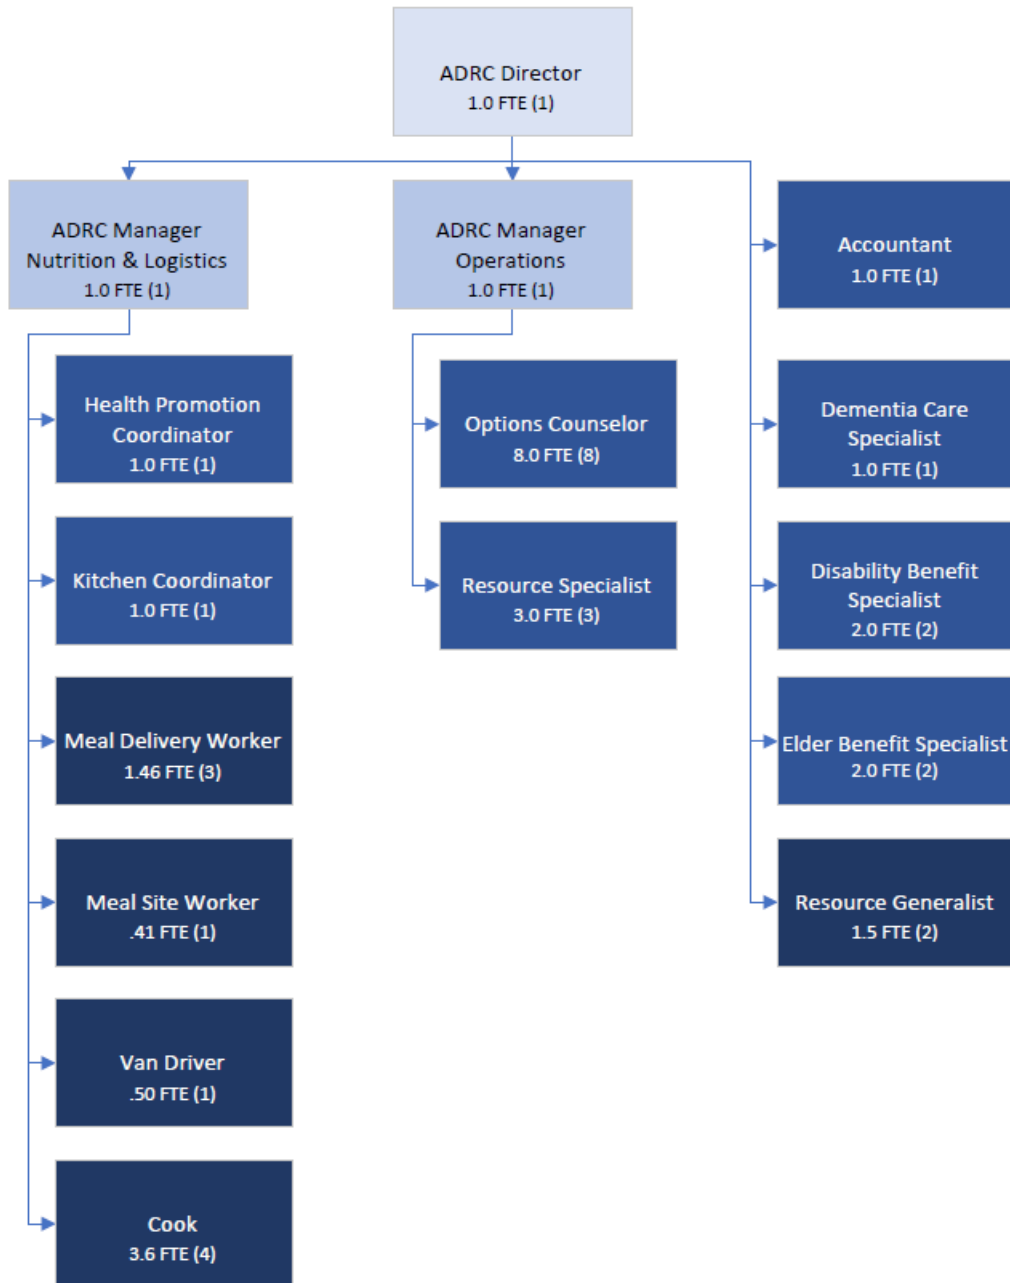 ADRC Director
1.0 FTE (1)
ADRC Manager
Nutrition & Logistics
1.0 FTE (1)
ADRC Manager
Operations
1.0 FTE (1)
Accountant
1.0 FTE (1)
Health Promotion
Coordinator
1.0 FTE (1)
Options Counselor
8.0 FTE (8)
Dementia Care
Specialist
1.0 FTE (1)
Kitchen Coordinator
1.0 FTE (1)
Resource Specialist
3.0 FTE (3)
Disability Benefit
Specialist
2.0 FTE (2)
Meal Delivery Worker
1.46 FTE (3)
Elder Benefit Specialist
2.0 FTE (2)
Meal Site Worker
.41 FTE (1)
Resource Generalist
1.5 FTE (2)
Van Driver
.50 FTE (1)
Cook
3.6 FTE (4)